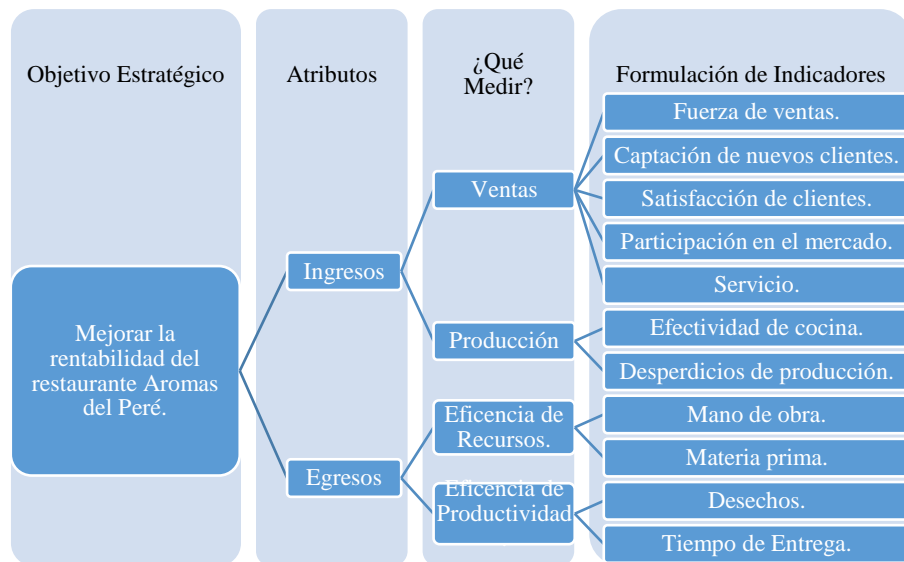 Objetivo Estratégico
Atributos
¿Qué
Medir?
Formulación de Indicadores
Mejorar la
rentabilidad del
restaurante Aromas
del Peré.
Ingresos
Egresos
Ventas
Producción
Eficencia de
Recursos.
Eficencia de
Productividad
Fuerza de ventas.
Captación de nuevos clientes.
Satisfacción de clientes.
Participación en el mercado.
Servicio.
Efectividad de cocina.
Desperdicios de producción.
Mano de obra.
Materia prima.
Desechos.
Tiempo de Entrega.